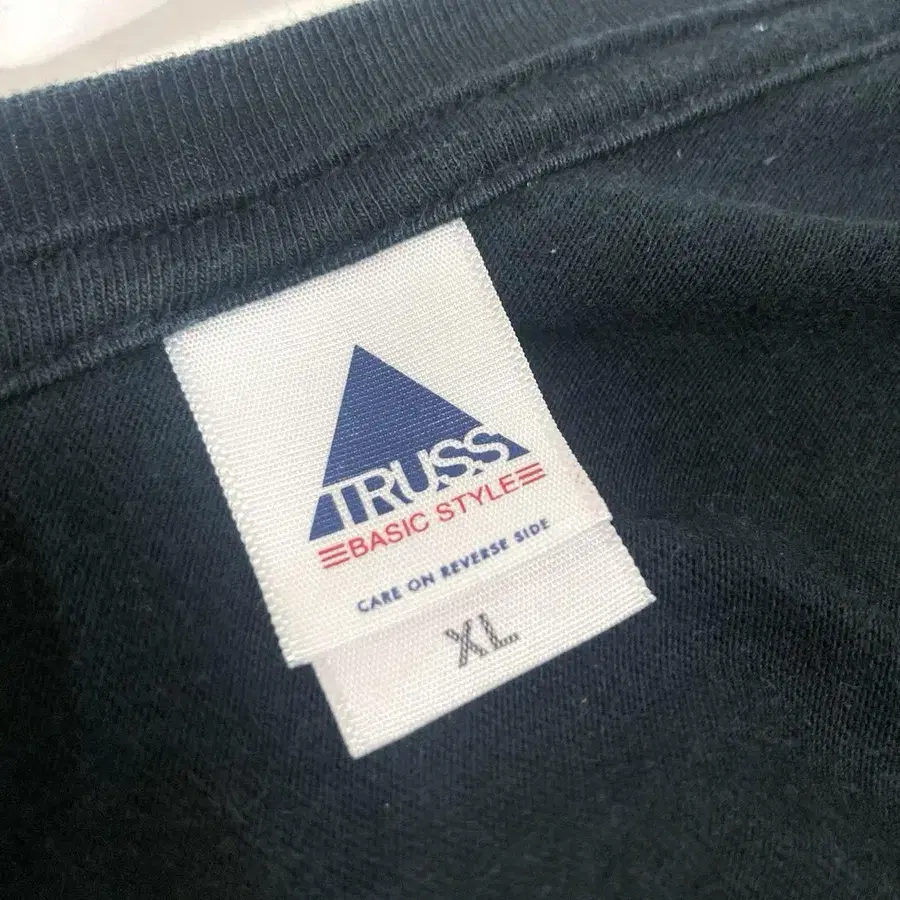 TRUSS
BASIC STYLE
CARE ON REVERSE SIDE
XL